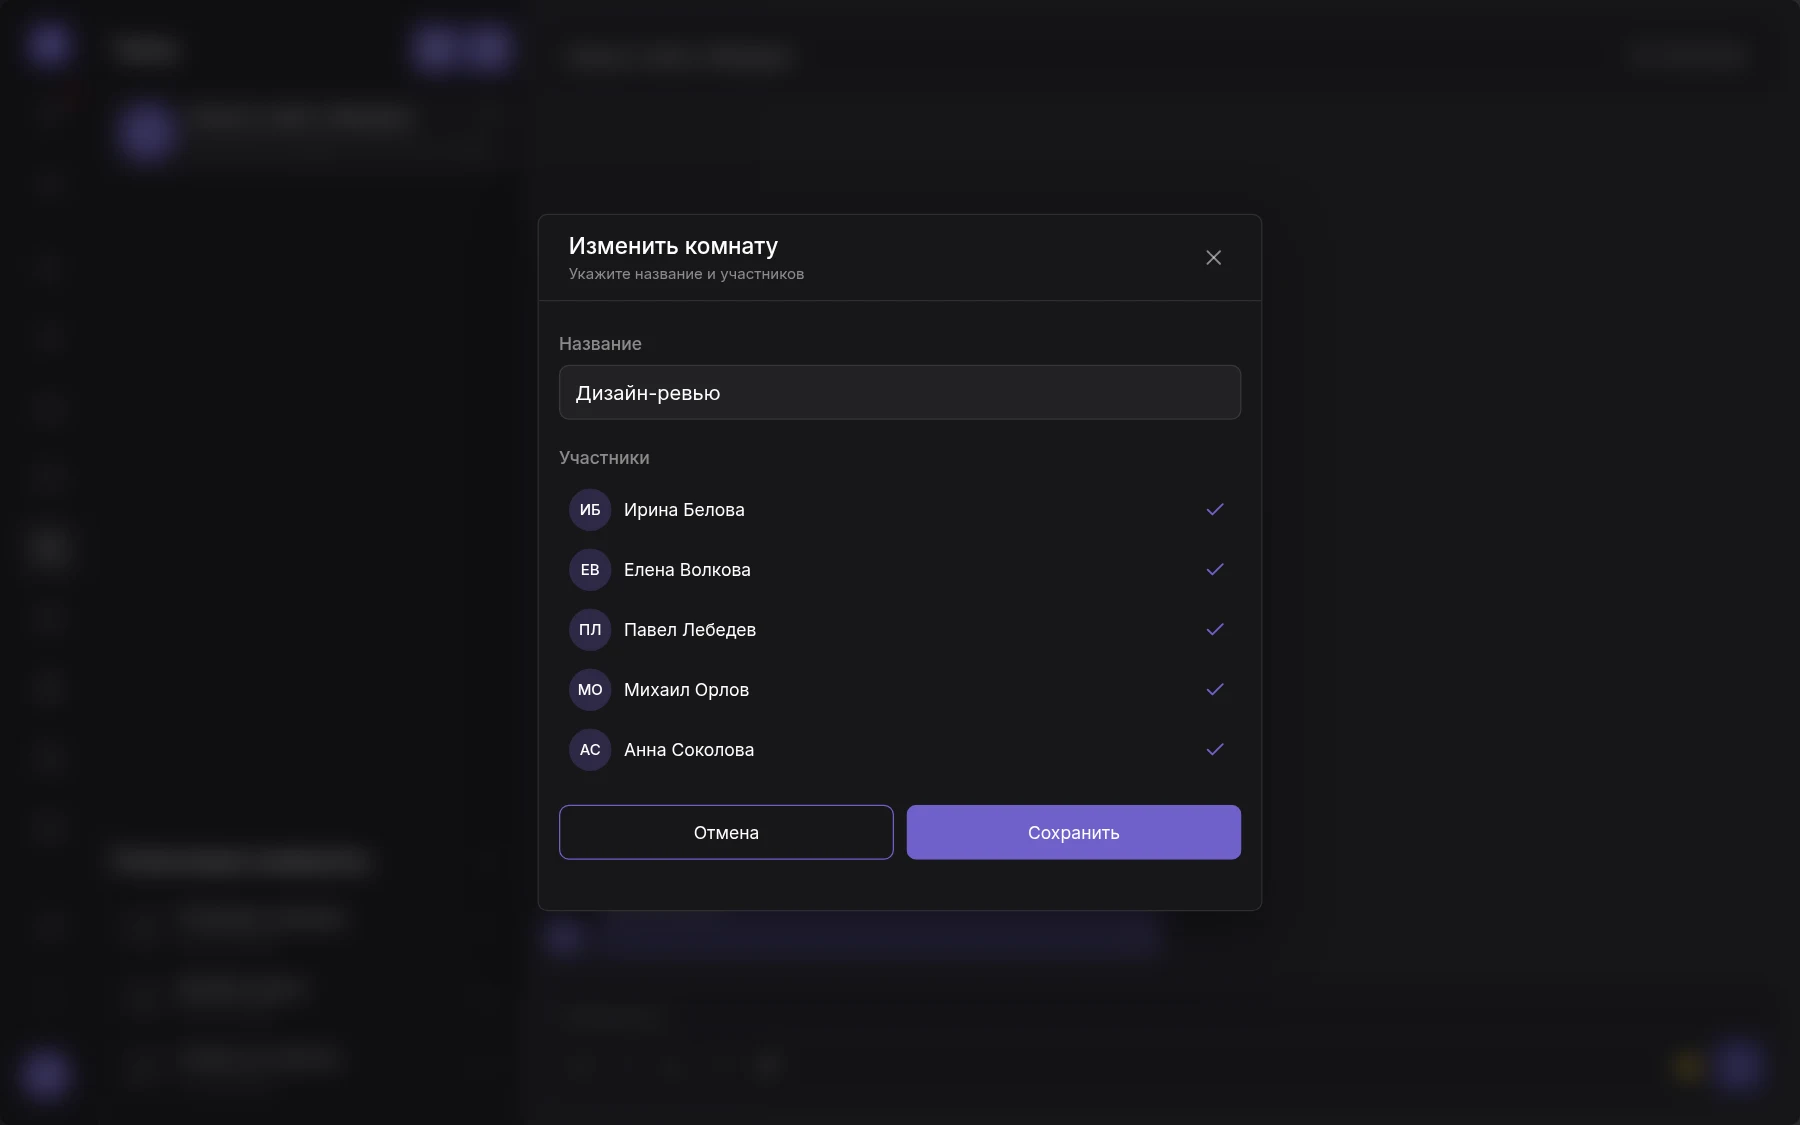 Изменить комнату
Укажите название и участников
Название
Дизайн-ревью
Участники
ИБ Ирина Белова
ЕВ Елена Волкова
ПЛ Павел Лебедев
МО Михаил Орлов
АС Анна Соколова
Отмена Сохранить